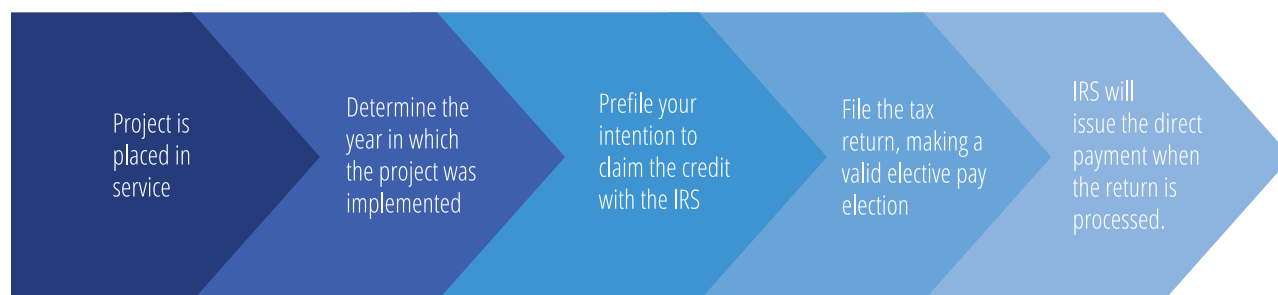 Project is
placed in
service
Determine the
year in which
the project was
implemented
Prefile your
intention to
claim the credit
with the IRS
File the tax
return, making a
valid elective pay
election
IRS will
issue the direct
payment when
the return is
processed.